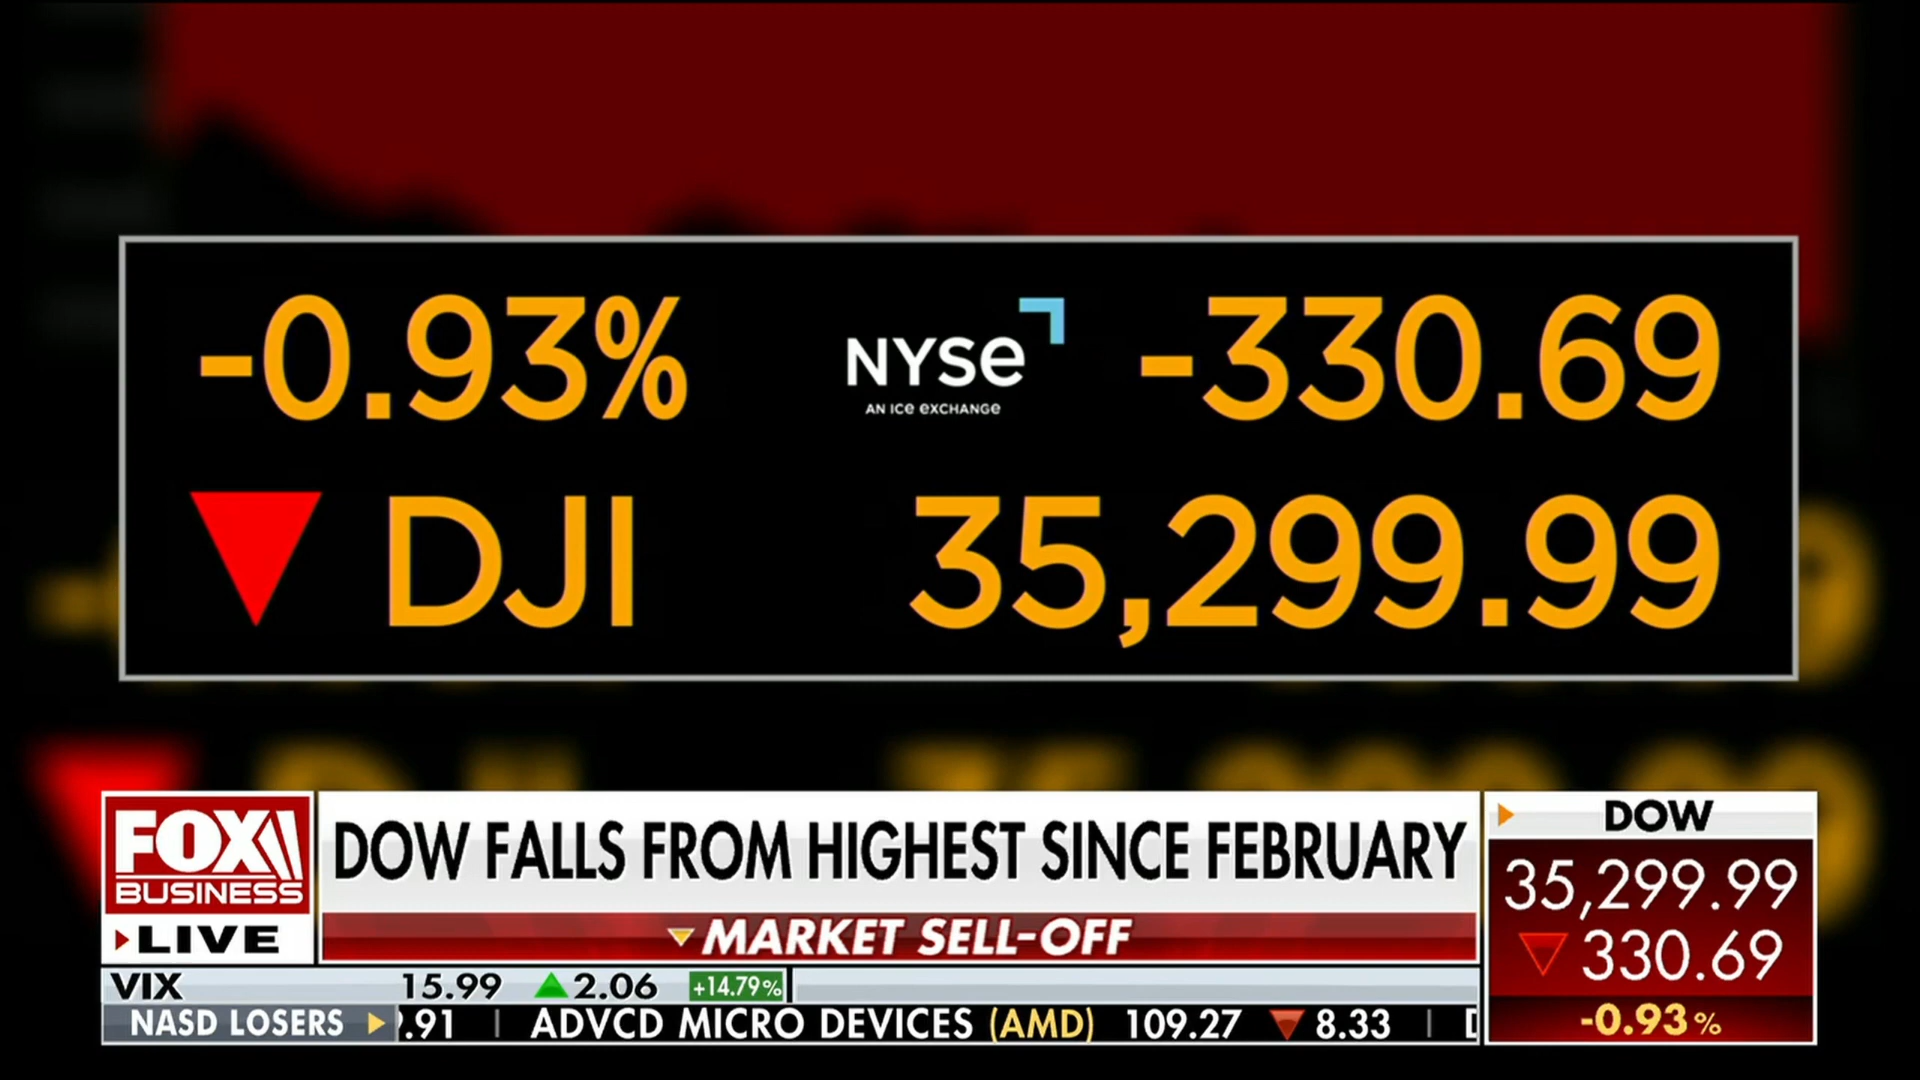 -0.93%
NYSE
AN ICE EXCHANGE
-330.69
DJI
35,299.99
FOX
BUSINESS
LIVE
DOW FALLS FROM HIGHEST SINCE FEBRUARY
MARKET SELL-OFF
DOW
35,299.99
330.69
-0.93%
VIX 15.99 2.06 +14.79%
NASD LOSERS .91 | ADVCD MICRO DEVICES (AMD) 109.27 8.33 |